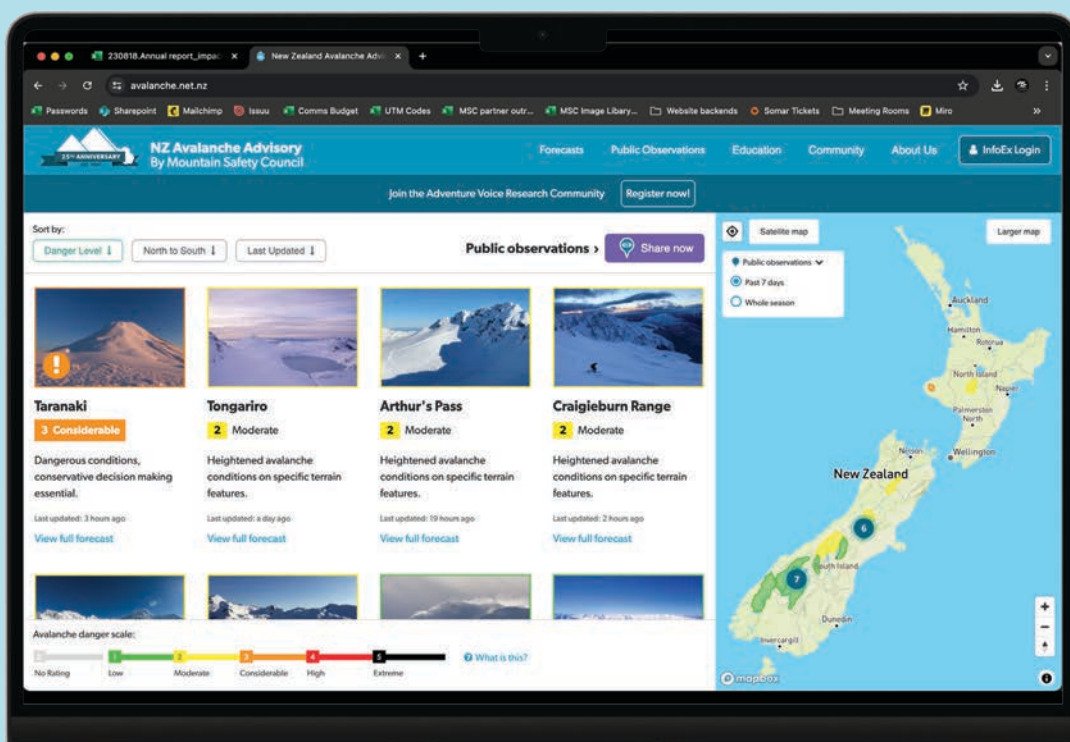 230818.Annual report_impac
New Zealand Avalanche Advi
avalanche.net.nz
Passwords
Sharepoint
Mailchimp
Issuu
Comms Budget
UTM Codes
MSC partner outr...
MSC Image Libary...
Website backends
Somar Tickets
Meeting Rooms
Miro
25TH ANNIVERSARY
NZ Avalanche Advisory
By Mountain Safety Council
Forecasts
Public Observations
Education
Community
About Us
InfoEx Login
Join the Adventure Voice Research Community
Register now!
Sort by:
Danger Level
North to South
Last Updated
Public observations ›
Share now
Taranaki
3 Considerable
Dangerous conditions,
conservative decision making
essential.
Last updated: 3 hours ago
View full forecast
Tongariro
2 Moderate
Heightened avalanche
conditions on specific terrain
features.
Last updated: a day ago
View full forecast
Arthur's Pass
2 Moderate
Heightened avalanche
conditions on specific terrain
features.
Last updated: 19 hours ago
View full forecast
Craigieburn Range
2 Moderate
Heightened avalanche
conditions on specific terrain
features.
Last updated: 2 hours ago
View full forecast
Avalanche danger scale:
1
2
3
4
5
No Rating
Low
Moderate
Considerable
High
Extreme
What is this?
Satellite map
Larger map
Public observations
Past 7 days
Whole season
Auckland
Hamilton
Rotorua
North Island
Napier
Palmerston
North
Nelson
Wellington
New Zealand
6
South Island
7
Dunedin
Invercargill
mapbox